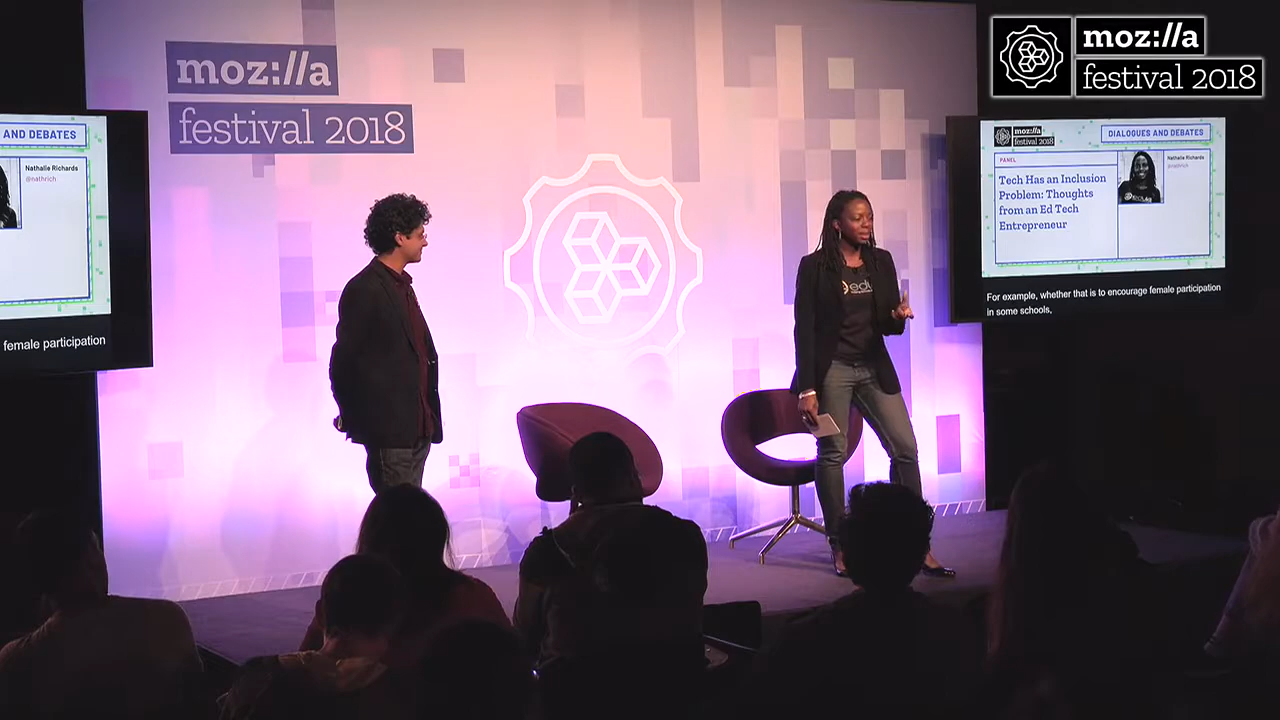 moz://a
festival 2018
moz://a
festival 2018
AND DEBATES
Nathalie Richards
@nathrich
female participation
moz://a
festival 2018
DIALOGUES AND DEBATES
PANEL
Tech Has an Inclusion
Problem: Thoughts
from an Ed Tech
Entrepreneur
Nathalie Richards
@nathrich
For example, whether that is to encourage female participation
in some schools,